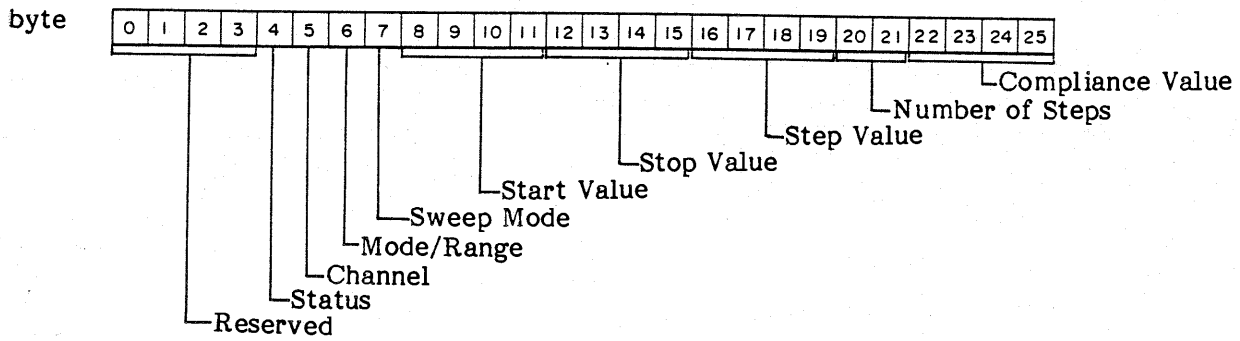 byte
0 1 2 3 4 5 6 7 8 9 10 11 12 13 14 15 16 17 18 19 20 21 22 23 24 25
Compliance Value
Number of Steps
Step Value
Stop Value
Start Value
Sweep Mode
Mode/Range
Channel
Status
Reserved